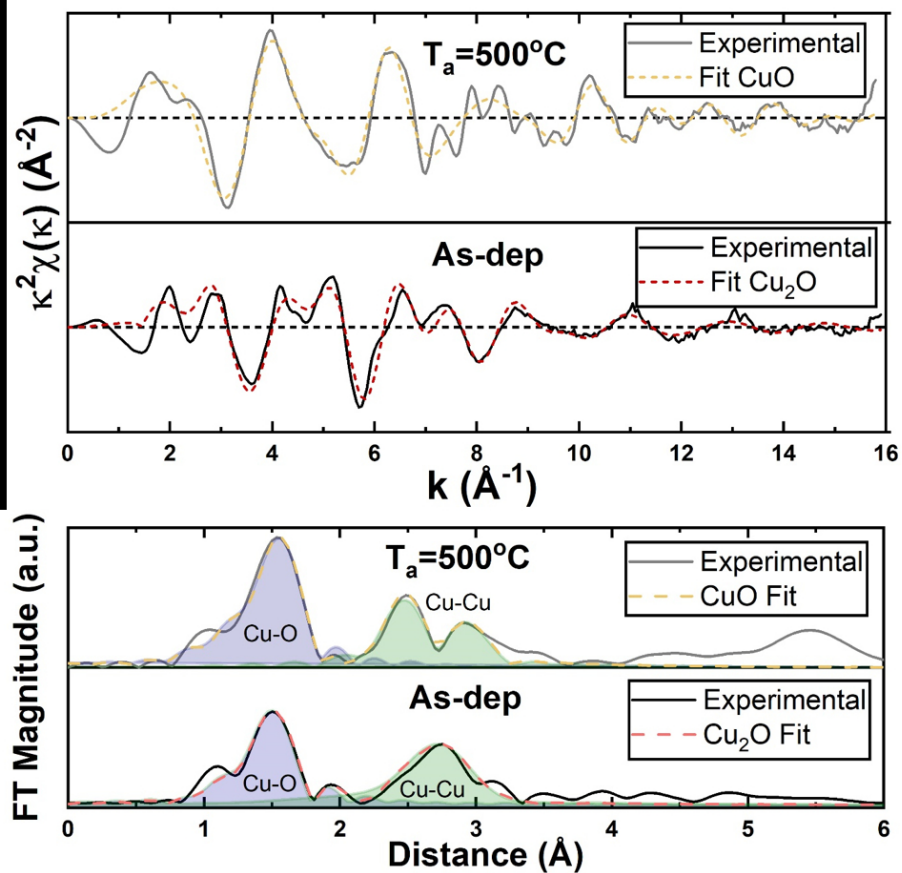 κ²χ(κ) (Å⁻²)
Tₐ=500°C
Experimental
Fit CuO
As-dep
Experimental
Fit Cu₂O
0 2 4 6 8 10 12 14 16
k (Å⁻¹)
FT Magnitude (a.u.)
Tₐ=500°C
Experimental
CuO Fit
Cu-O
Cu-Cu
As-dep
Experimental
Cu₂O Fit
Cu-O
Cu-Cu
0 1 2 3 4 5 6
Distance (Å)